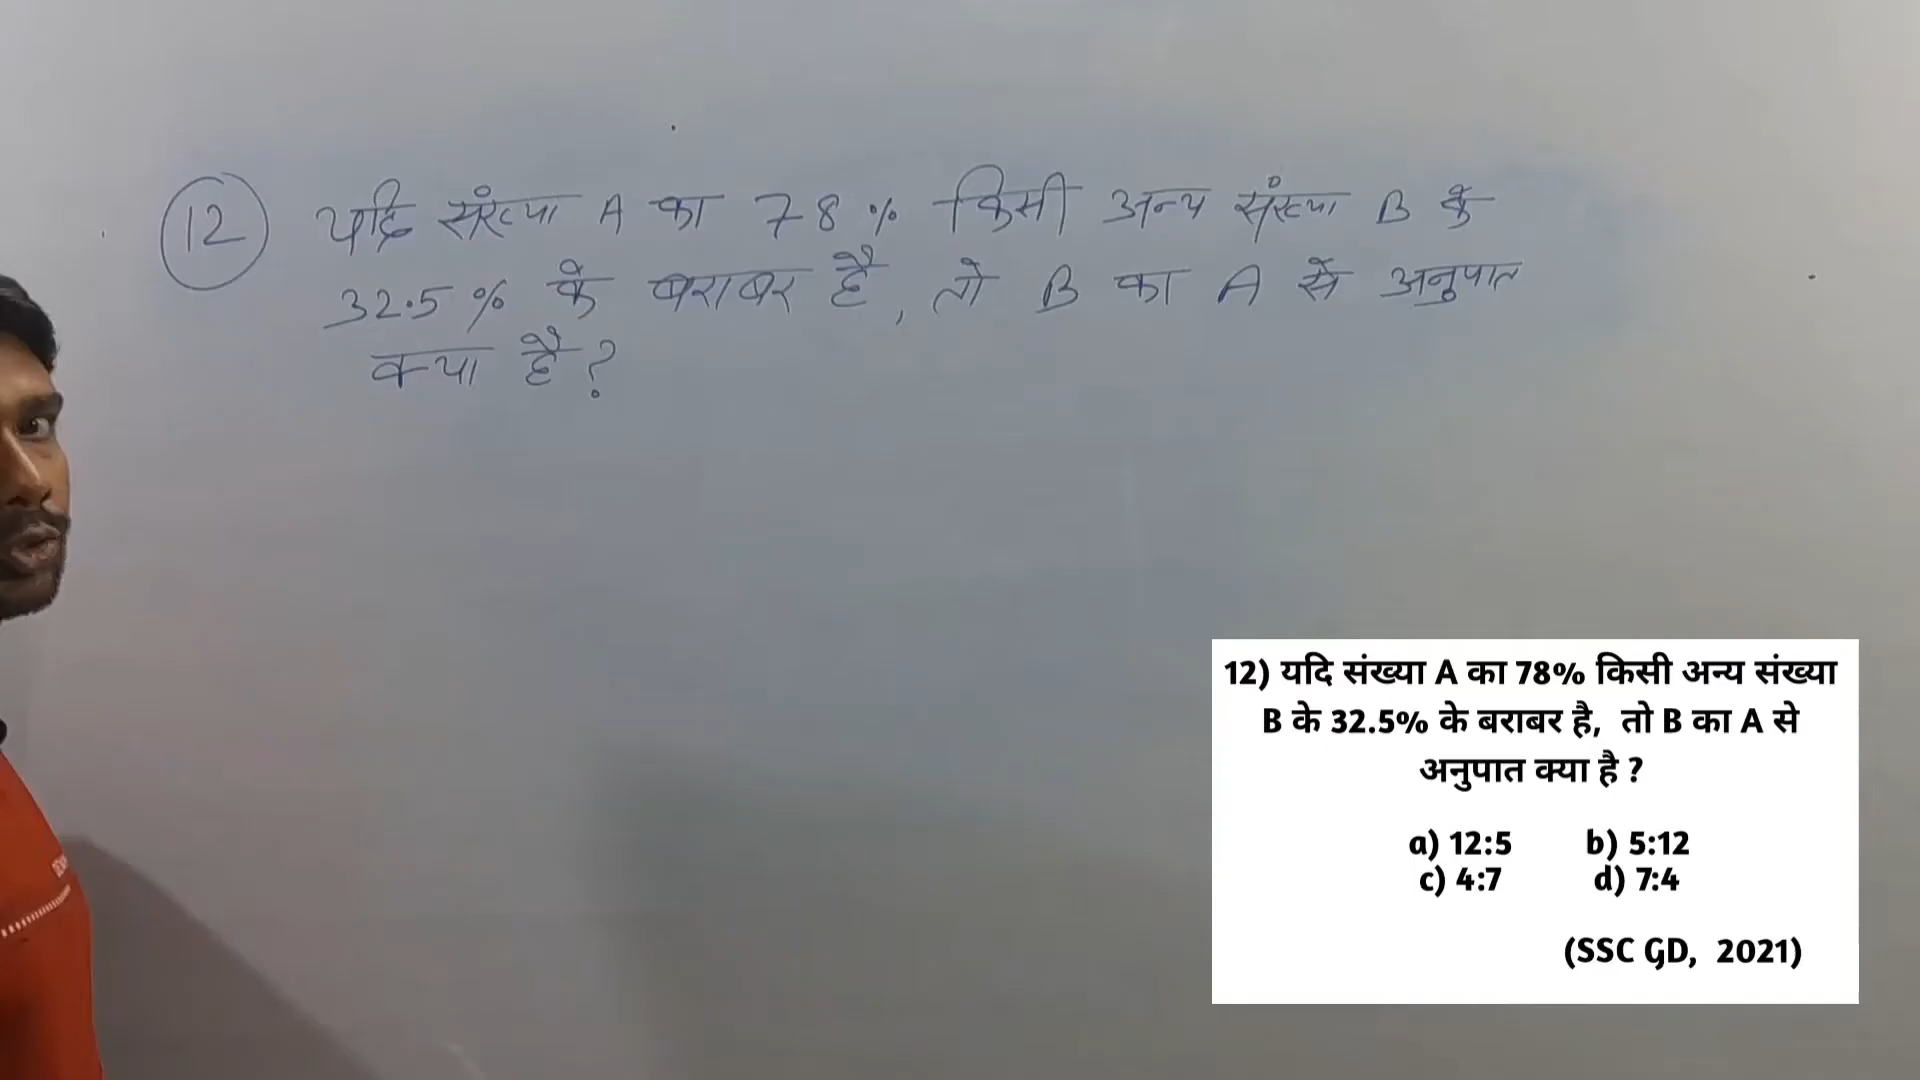 12 यदि संख्या A का 78% किसी अन्य संख्या B के
32.5% के बराबर है, तो B का A से अनुपात
क्या है?
12) यदि संख्या A का 78% किसी अन्य संख्या
B के 32.5% के बराबर है, तो B का A से
अनुपात क्या है ?
a) 12:5 b) 5:12
c) 4:7 d) 7:4
(SSC GD, 2021)